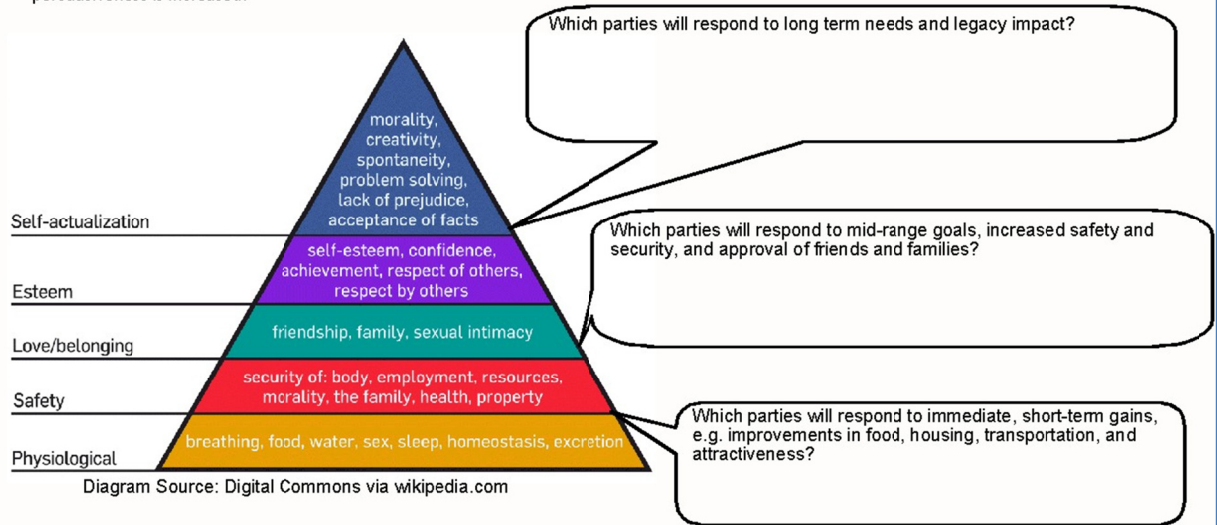 Which parties will respond to long term needs and legacy impact?
morality,
creativity,
spontaneity,
problem solving,
lack of prejudice,
acceptance of facts
Self-actualization
Which parties will respond to mid-range goals, increased safety and
security, and approval of friends and families?
self-esteem, confidence,
achievement, respect of others,
respect by others
Esteem
friendship, family, sexual intimacy
Love/belonging
security of: body, employment, resources,
morality, the family, health, property
Safety
Which parties will respond to immediate, short-term gains,
e.g. improvements in food, housing, transportation, and
attractiveness?
breathing, food, water, sex, sleep, homeostasis, excretion
Physiological
Diagram Source: Digital Commons via wikipedia.com